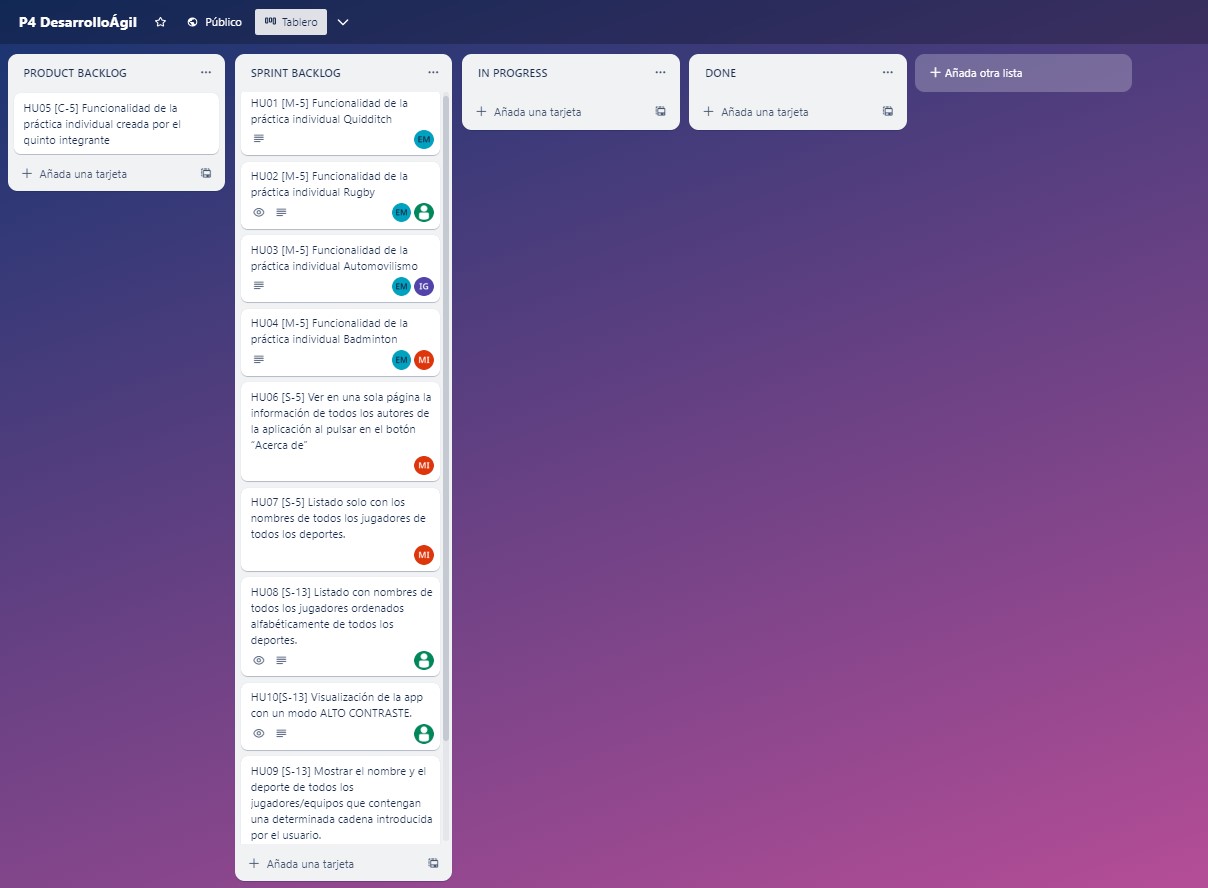 P4 DesarrolloÁgil
Público
Tablero
PRODUCT BACKLOG
HU05 [C-5] Funcionalidad de la
práctica individual creada por el
quinto integrante
Añada una tarjeta
SPRINT BACKLOG
HU01 [M-5] Funcionalidad de la
práctica individual Quidditch
EM
HU02 [M-5] Funcionalidad de la
práctica individual Rugby
EM
HU03 [M-5] Funcionalidad de la
práctica individual Automovilismo
EM IG
HU04 [M-5] Funcionalidad de la
práctica individual Badminton
EM MI
HU06 [S-5] Ver en una sola página la
información de todos los autores de
la aplicación al pulsar en el botón
“Acerca de”
MI
HU07 [S-5] Listado solo con los
nombres de todos los jugadores de
todos los deportes.
MI
HU08 [S-13] Listado con nombres de
todos los jugadores ordenados
alfabéticamente de todos los
deportes.
HU10[S-13] Visualización de la app
con un modo ALTO CONTRASTE.
HU09 [S-13] Mostrar el nombre y el
deporte de todos los
jugadores/equipos que contengan
una determinada cadena introducida
por el usuario.
Añada una tarjeta
IN PROGRESS
Añada una tarjeta
DONE
Añada una tarjeta
Añada otra lista